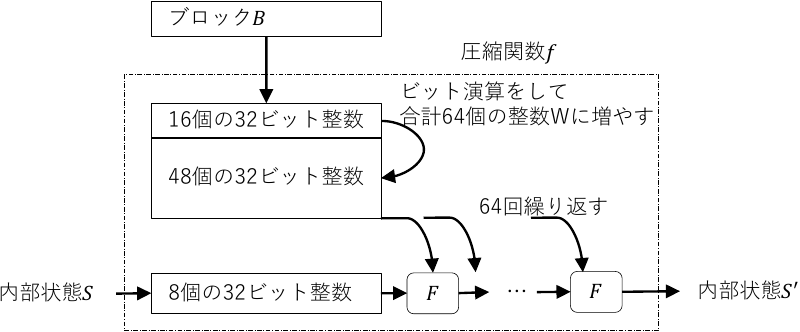 ブロックB
圧縮関数f
ビット演算をして
合計64個の整数Wに増やす
16個の32ビット整数
48個の32ビット整数
64回繰り返す
内部状態S
8個の32ビット整数
F
…
F
内部状態S′